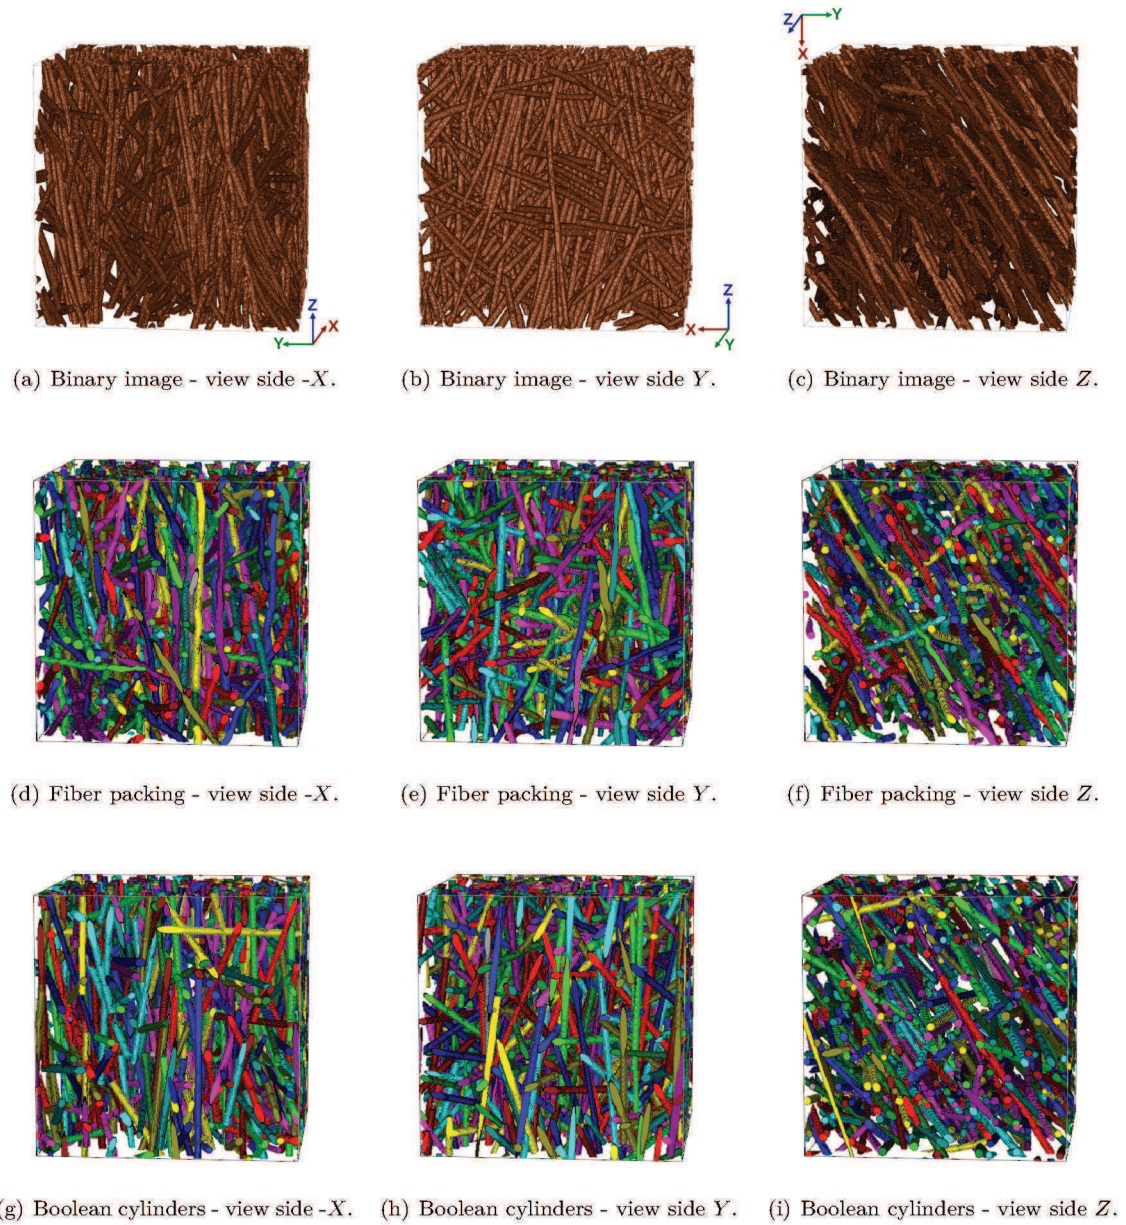 Z Y
X
Z
X
Y
Z
X
Y
(a) Binary image - view side -X.
(b) Binary image - view side Y.
(c) Binary image - view side Z.
(d) Fiber packing - view side -X.
(e) Fiber packing - view side Y.
(f) Fiber packing - view side Z.
(g) Boolean cylinders - view side -X.
(h) Boolean cylinders - view side Y.
(i) Boolean cylinders - view side Z.